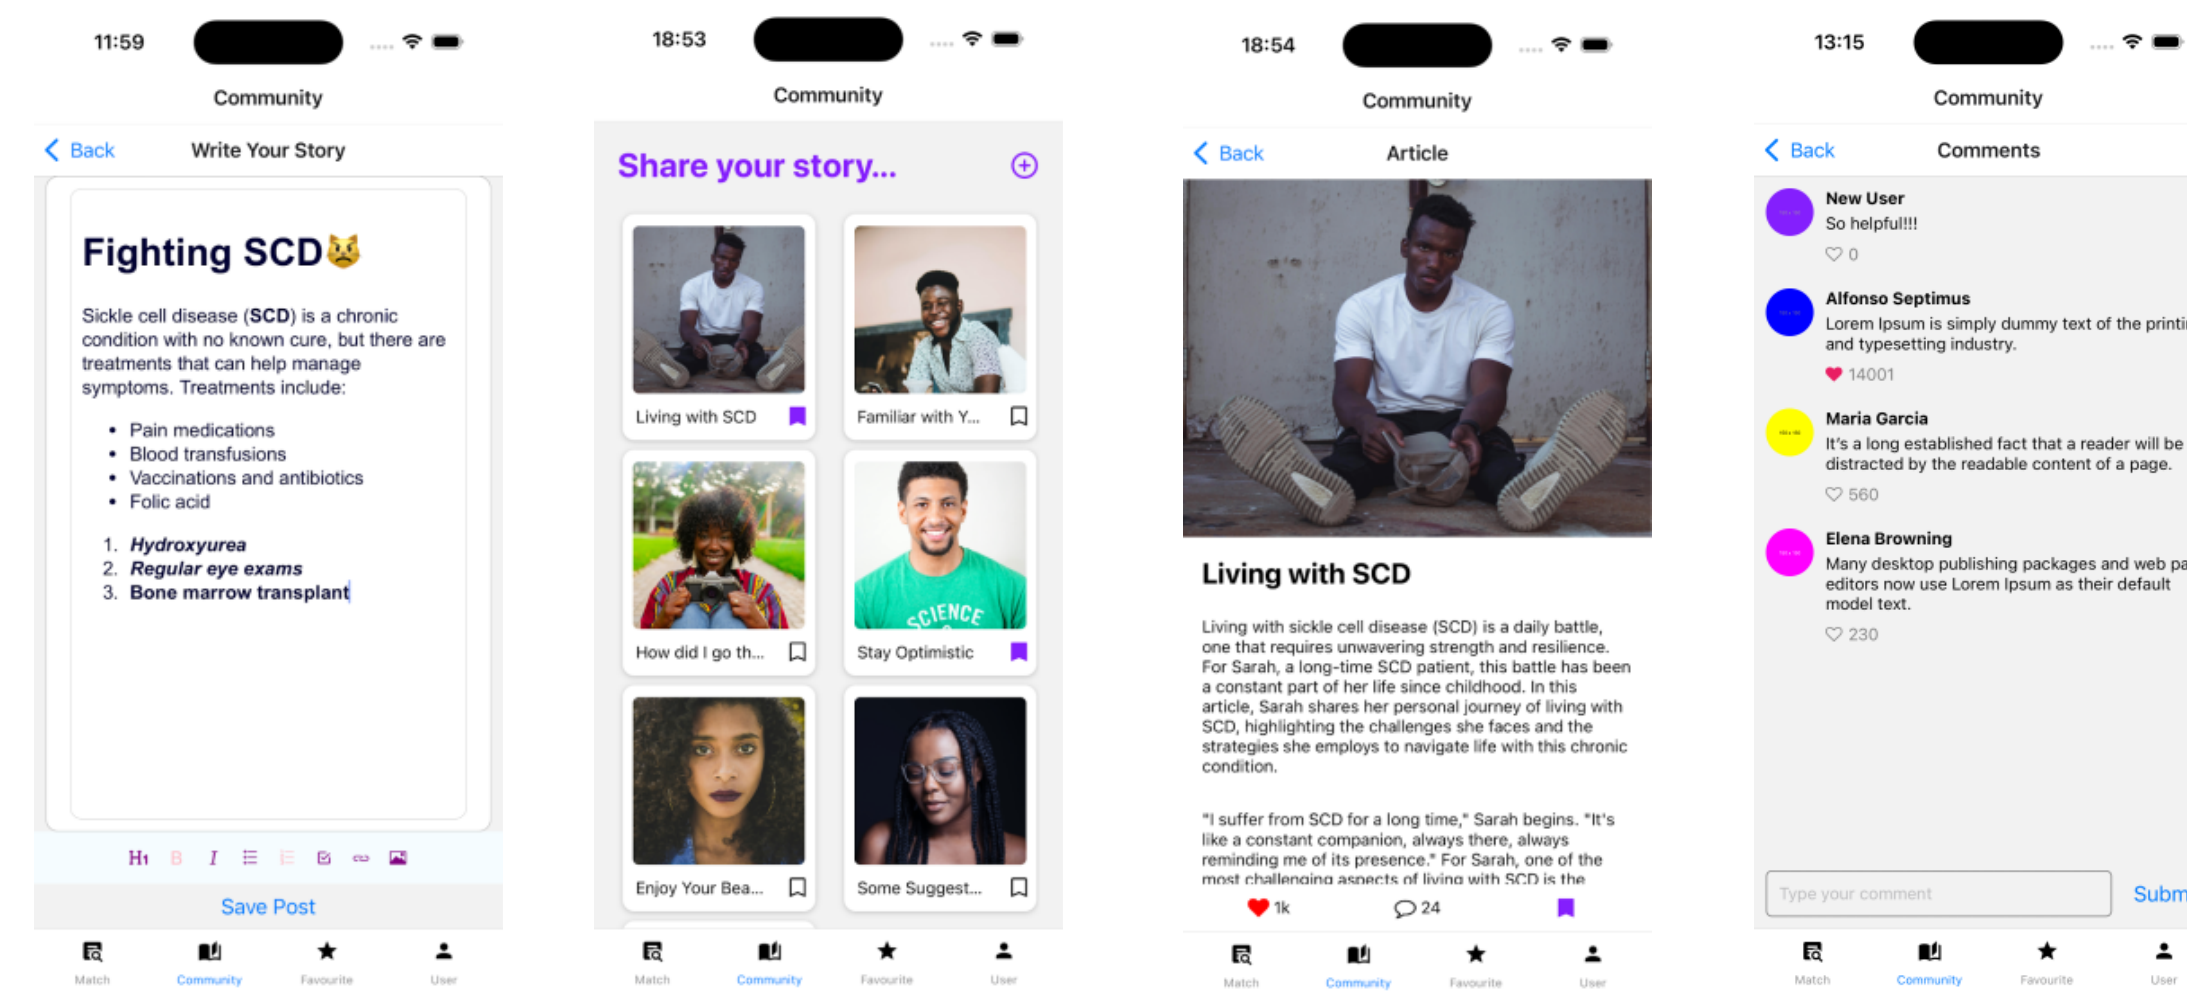 11:59
Community
Back
Write Your Story
Fighting SCD😾
Sickle cell disease (SCD) is a chronic
condition with no known cure, but there are
treatments that can help manage
symptoms. Treatments include:
• Pain medications
• Blood transfusions
• Vaccinations and antibiotics
• Folic acid
1. Hydroxyurea
2. Regular eye exams
3. Bone marrow transplant
H1 B I
Save Post
Match Community Favourite User
18:53
Community
Share your story...
Living with SCD
Familiar with Y...
How did I go th...
SCIENCE
Stay Optimistic
Enjoy Your Bea...
Some Suggest...
Match Community Favourite User
18:54
Community
Back
Article
Living with SCD
Living with sickle cell disease (SCD) is a daily battle,
one that requires unwavering strength and resilience.
For Sarah, a long-time SCD patient, this battle has been
a constant part of her life since childhood. In this
article, Sarah shares her personal journey of living with
SCD, highlighting the challenges she faces and the
strategies she employs to navigate life with this chronic
condition.
"I suffer from SCD for a long time," Sarah begins. "It's
like a constant companion, always there, always
reminding me of its presence." For Sarah, one of the
most challenging aspects of living with SCD is the
1k
24
Match Community Favourite User
13:15
Community
Back
Comments
New User
So helpful!!!
0
Alfonso Septimus
Lorem Ipsum is simply dummy text of the printi
and typesetting industry.
14001
Maria Garcia
It's a long established fact that a reader will be
distracted by the readable content of a page.
560
Elena Browning
Many desktop publishing packages and web pa
editors now use Lorem Ipsum as their default
model text.
230
Type your comment
Subm
Match Community Favourite User